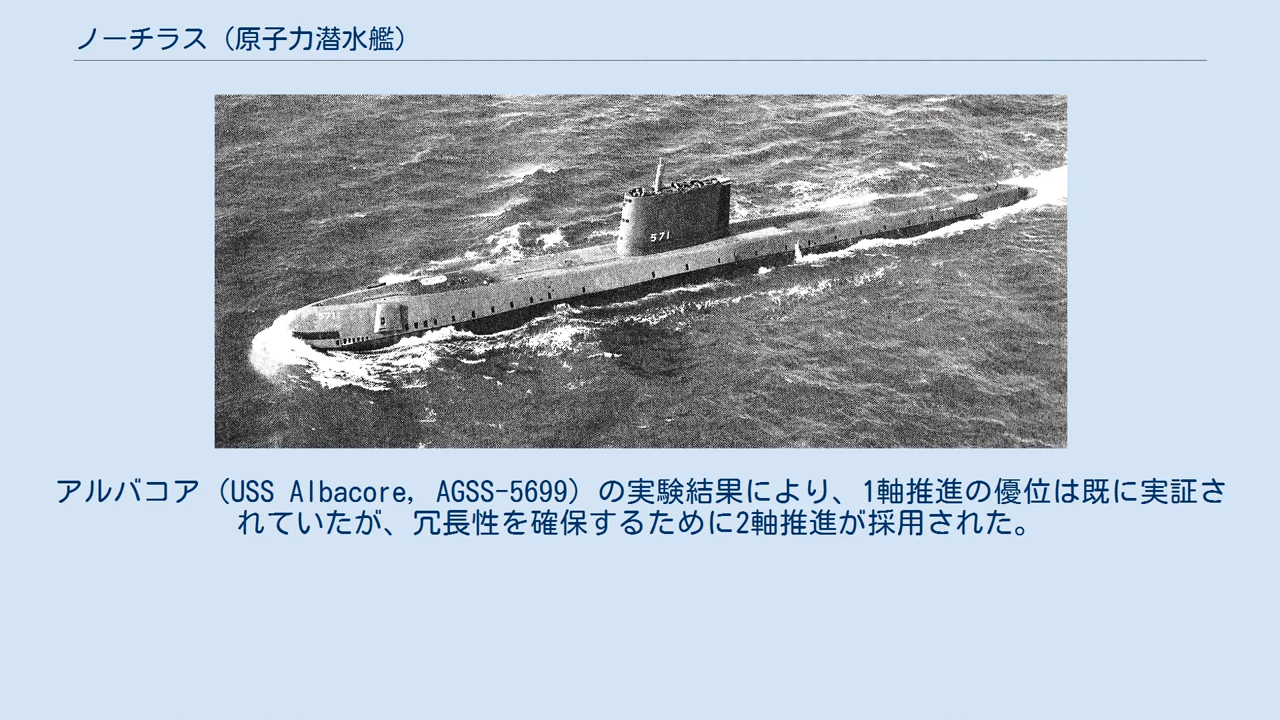 ノーチラス（原子力潜水艦）
571
571
アルバコア（USS Albacore, AGSS-5699）の実験結果により、1軸推進の優位は既に実証さ
れていたが、冗長性を確保するために2軸推進が採用された。